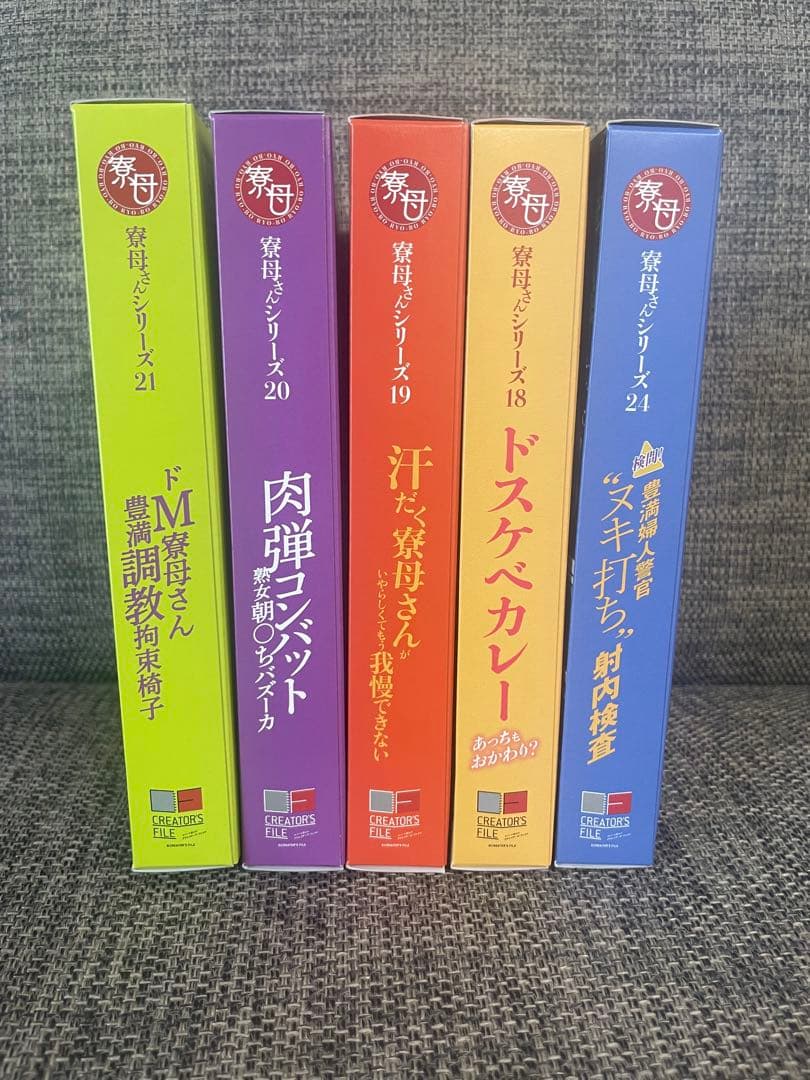 寮母
寮母さんシリーズ21
ドM寮母さん
豊満調教拘束椅子
CREATOR'S
FILE
寮母
寮母さんシリーズ20
肉弾コンバット
熟女朝〇ちバズーカ
CREATOR'S
FILE
寮母
寮母さんシリーズ19
汗だく寮母さんが
いやらしくてもう我慢できない
CREATOR'S
FILE
寮母
寮母さんシリーズ18
ドスケベカレー
あっちも
おかわり?
CREATOR'S
FILE
寮母
寮母さんシリーズ24
検問!
豊満婦人警官
“ヌキ打ち”射内検査
CREATOR'S
FILE